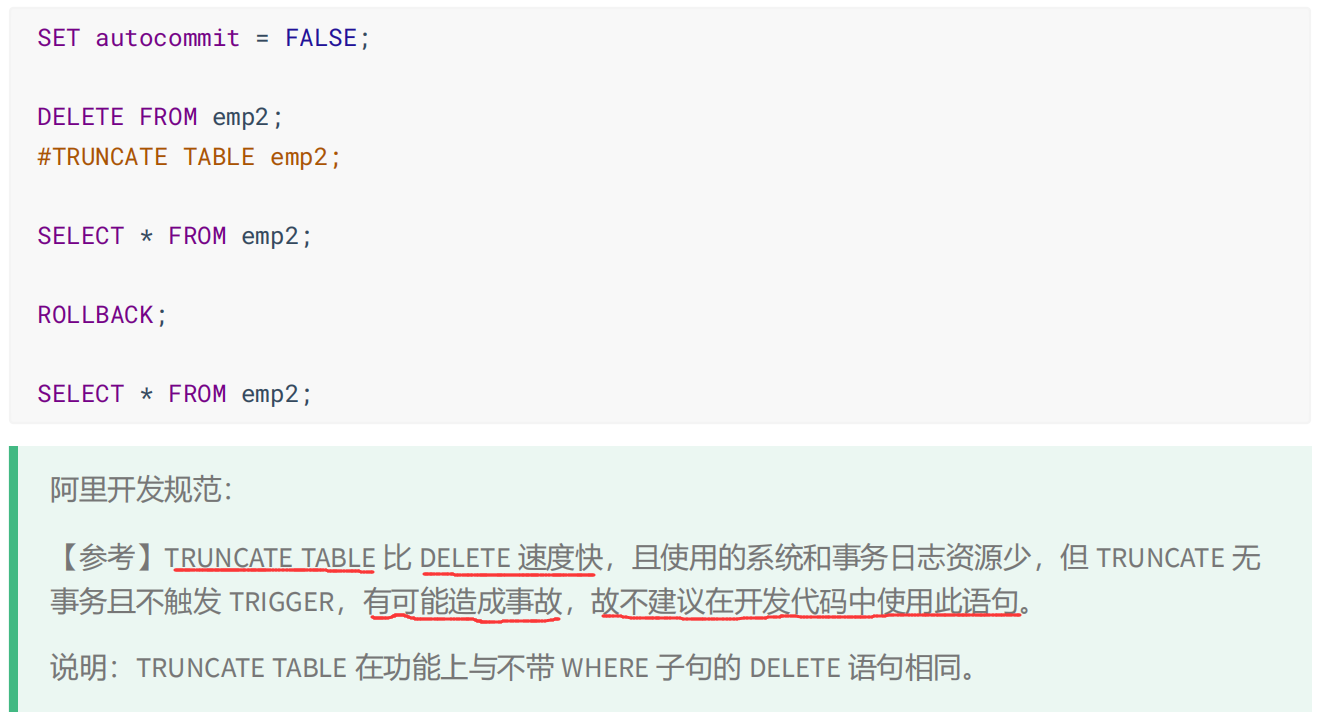 SET autocommit = FALSE;
DELETE FROM emp2;
#TRUNCATE TABLE emp2;
SELECT * FROM emp2;
ROLLBACK;
SELECT * FROM emp2;
阿里开发规范：
【参考】TRUNCATE TABLE 比 DELETE 速度快，且使用的系统和事务日志资源少，但 TRUNCATE 无
事务且不触发 TRIGGER，有可能造成事故，故不建议在开发代码中使用此语句。
说明：TRUNCATE TABLE 在功能上与不带 WHERE 子句的 DELETE 语句相同。